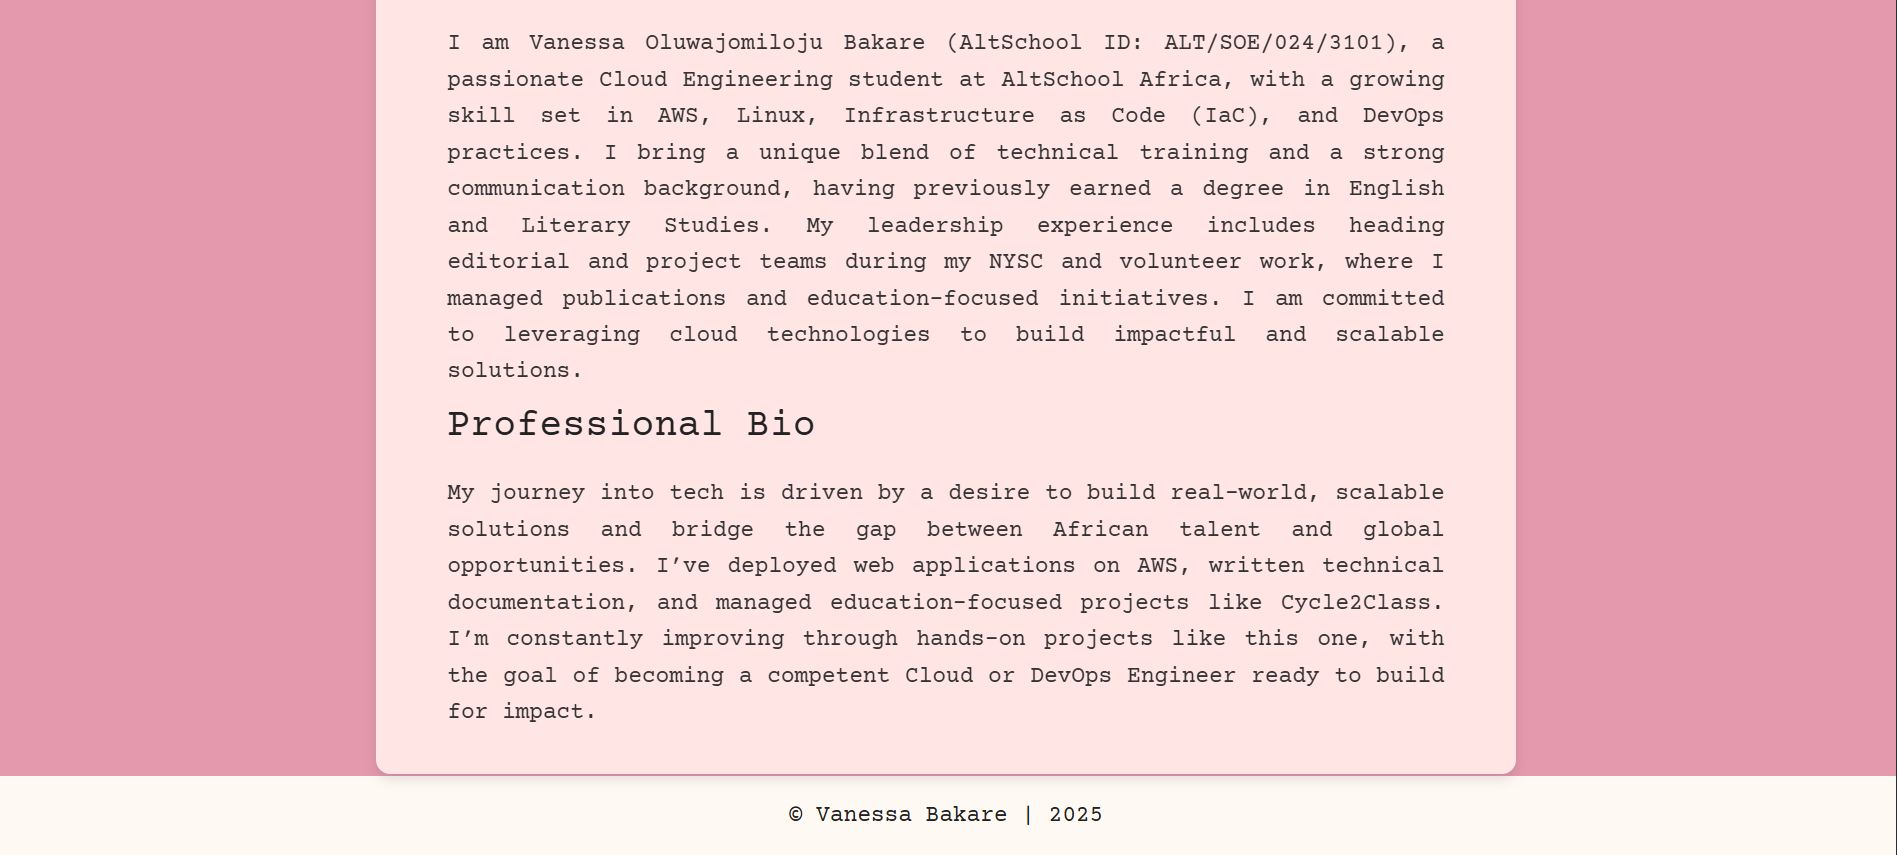 I am Vanessa Oluwajomiloju Bakare (AltSchool ID: ALT/SOE/024/3101), a
passionate Cloud Engineering student at AltSchool Africa, with a growing
skill set in AWS, Linux, Infrastructure as Code (IaC), and DevOps
practices. I bring a unique blend of technical training and a strong
communication background, having previously earned a degree in English
and Literary Studies. My leadership experience includes heading
editorial and project teams during my NYSC and volunteer work, where I
managed publications and education-focused initiatives. I am committed
to leveraging cloud technologies to build impactful and scalable
solutions.
Professional Bio
My journey into tech is driven by a desire to build real-world, scalable
solutions and bridge the gap between African talent and global
opportunities. I’ve deployed web applications on AWS, written technical
documentation, and managed education-focused projects like Cycle2Class.
I’m constantly improving through hands-on projects like this one, with
the goal of becoming a competent Cloud or DevOps Engineer ready to build
for impact.
© Vanessa Bakare | 2025